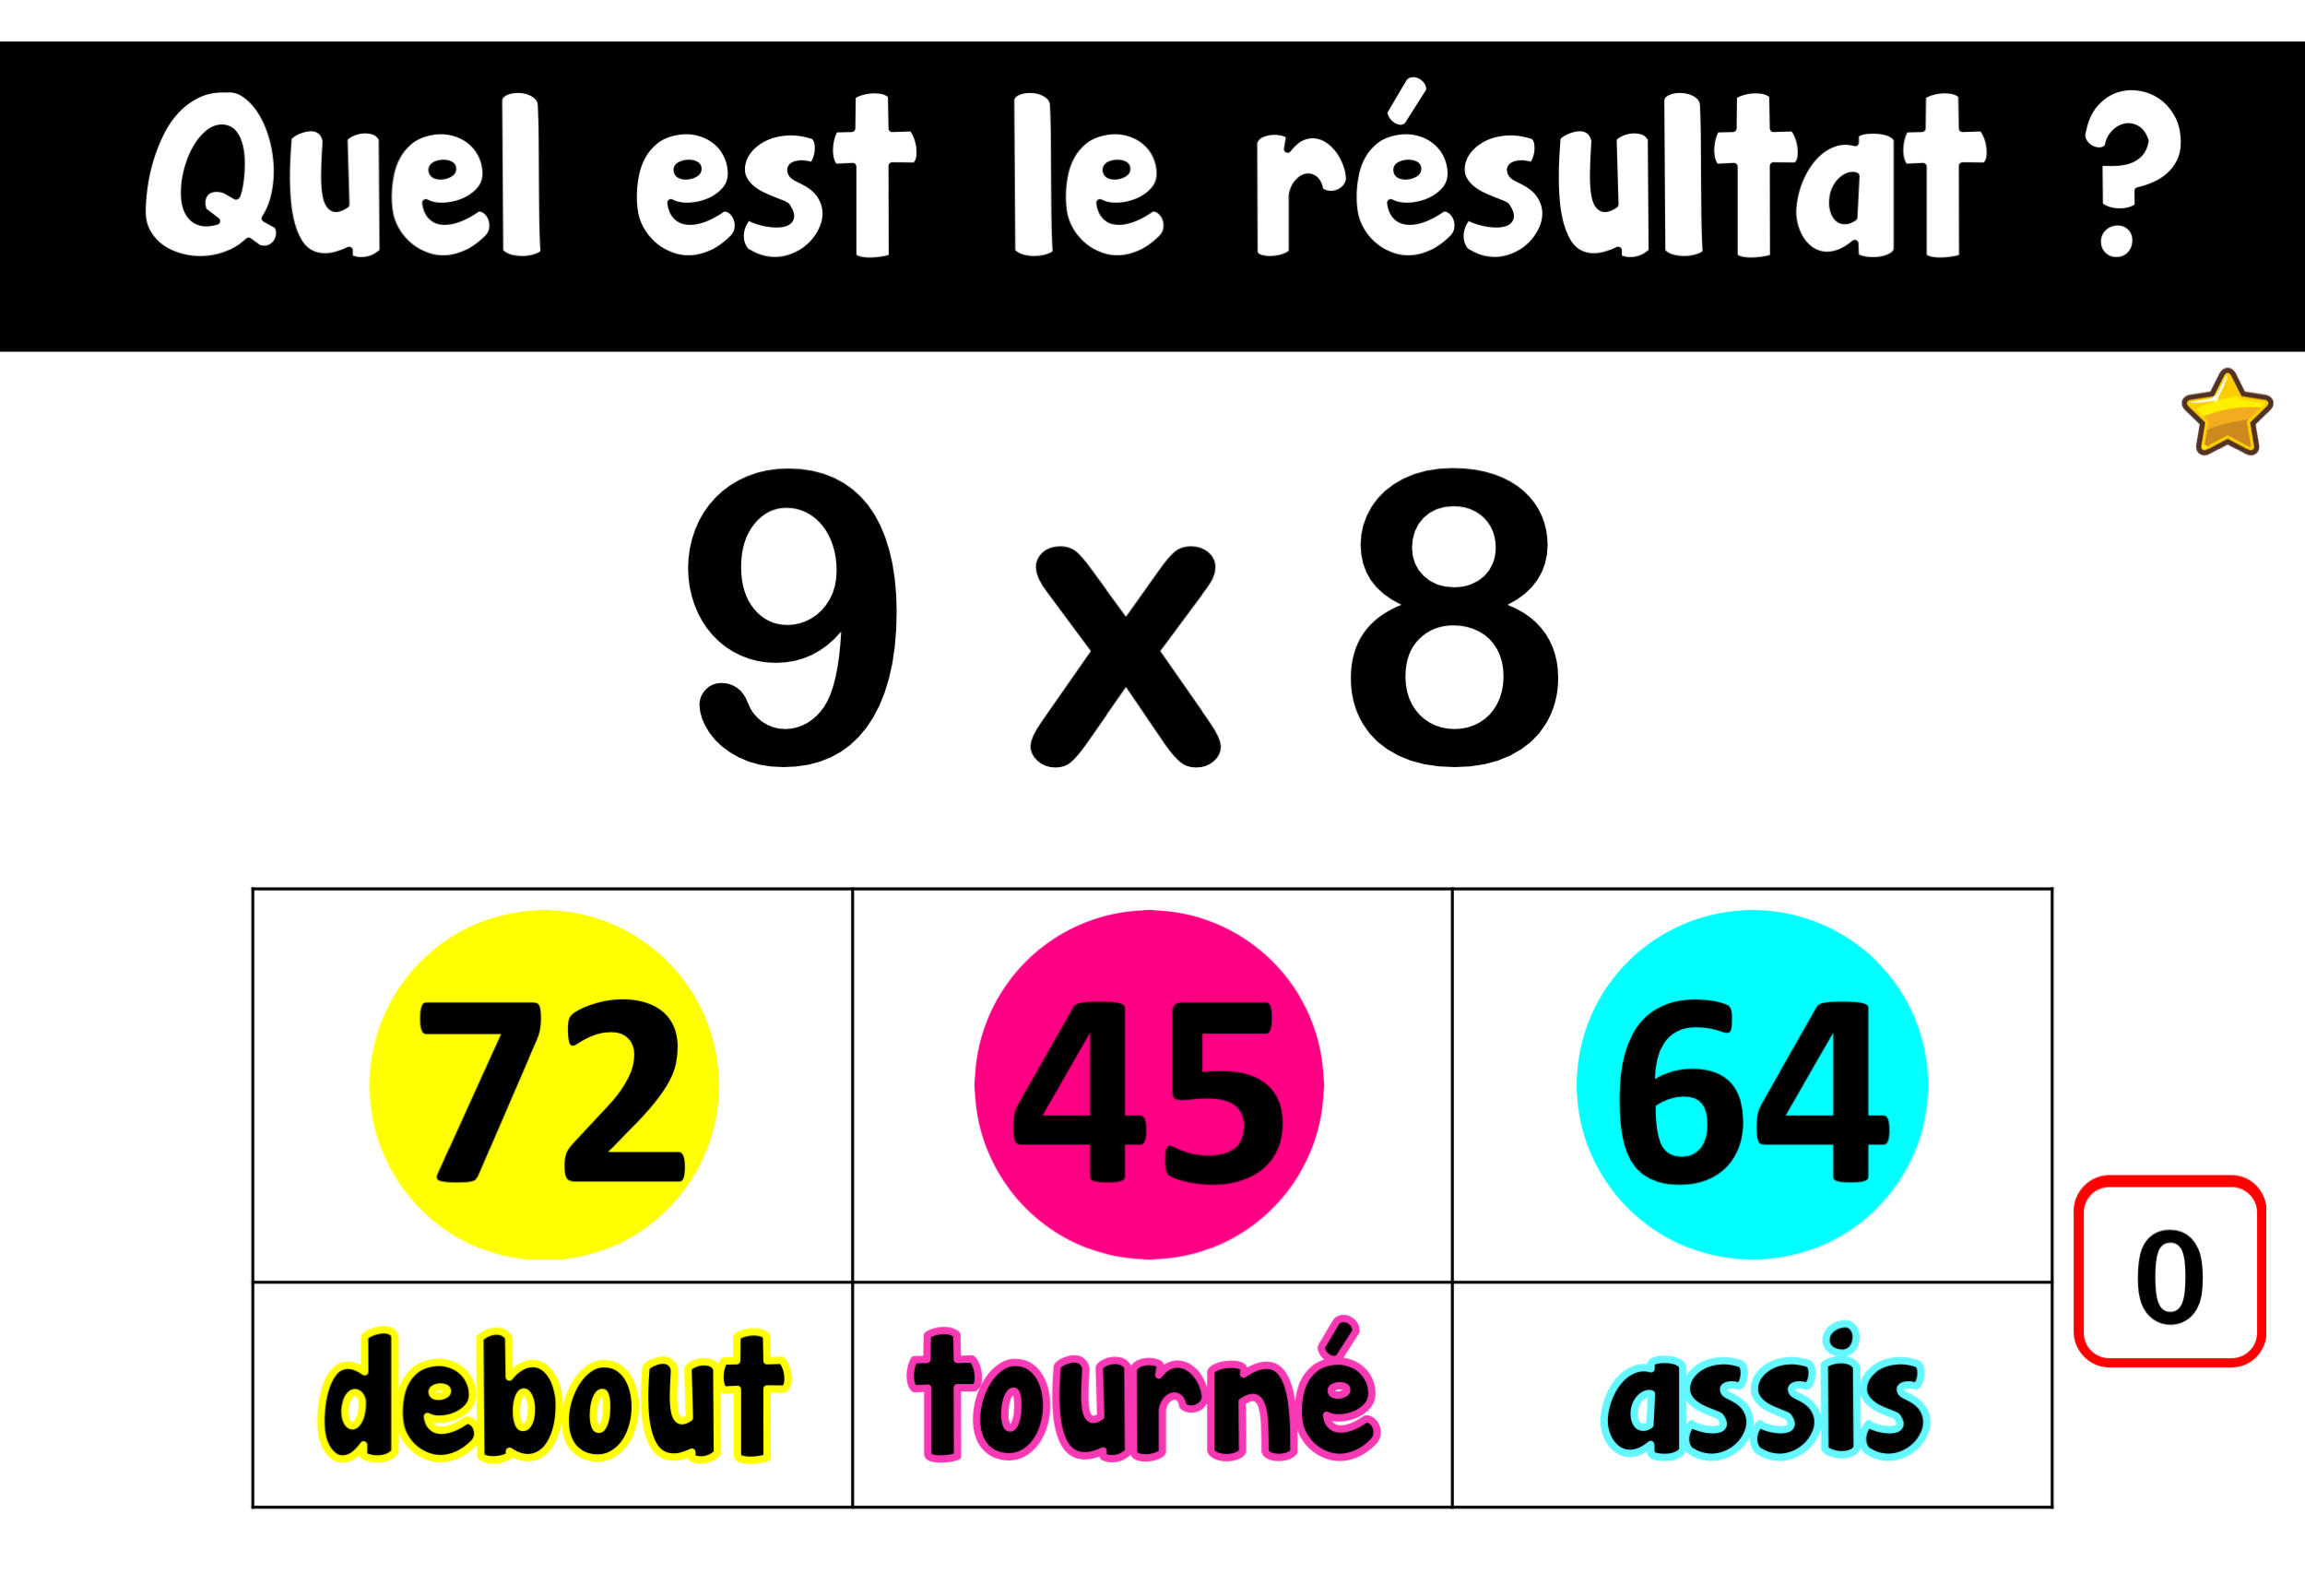 Quel est le résultat ?
9 x 8
72 45 64
0
debout tourné assis